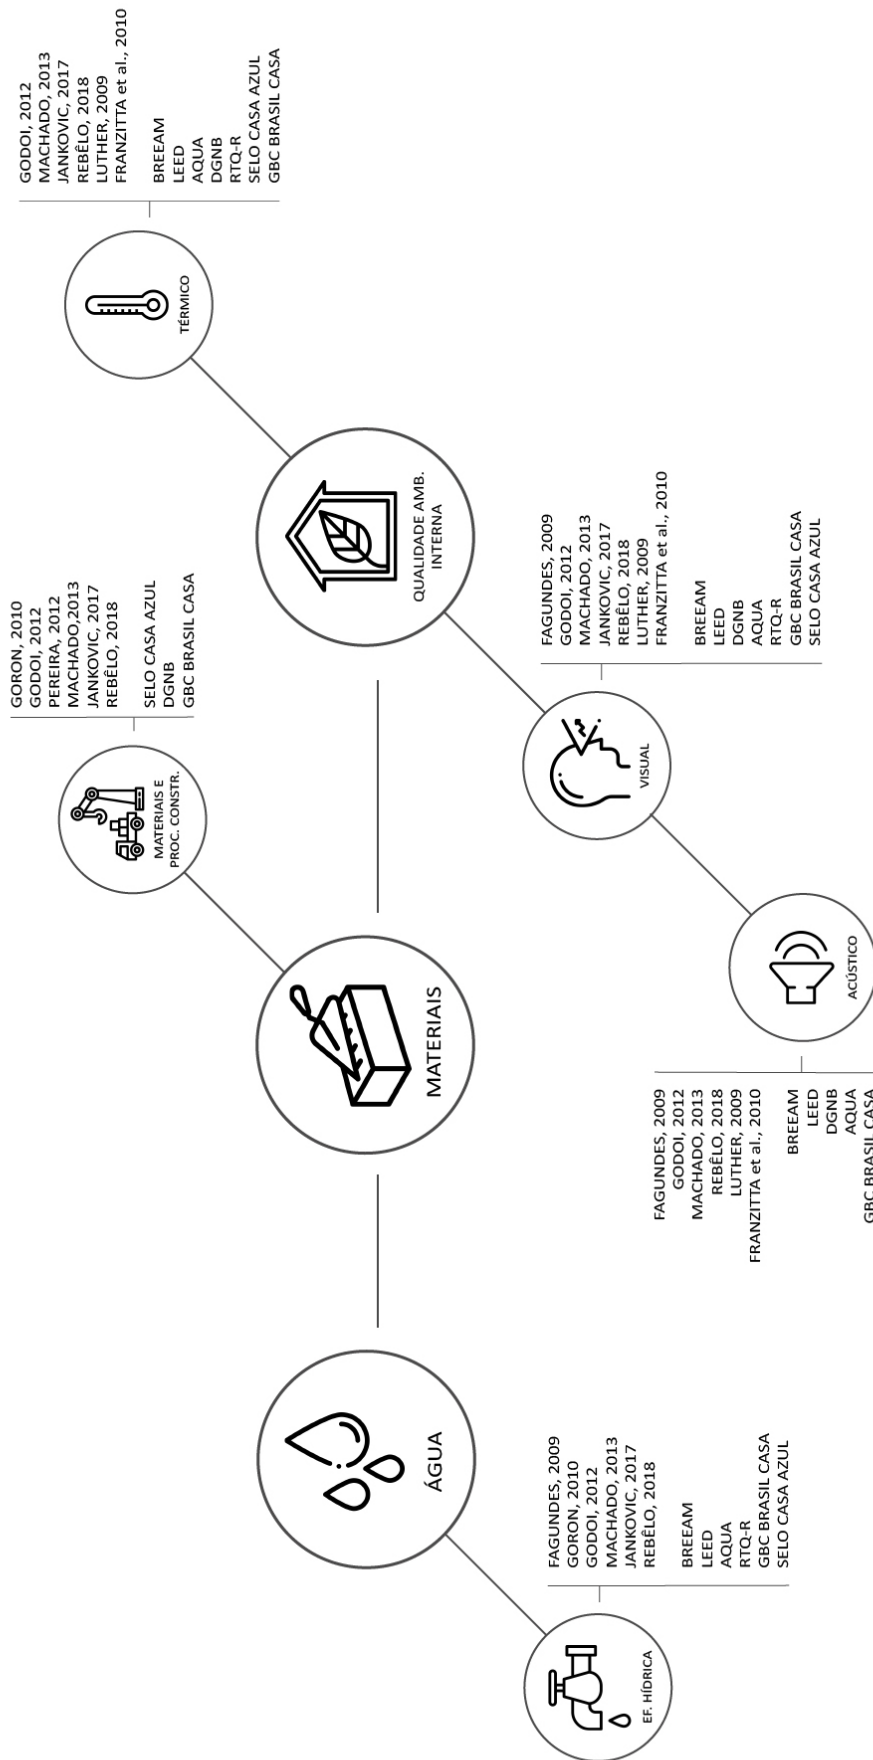 ÁGUA
EF. HÍDRICA
FAGUNDES, 2009
GORON, 2010
GODOI, 2012
MACHADO, 2013
JANKOVIC, 2017
REBÊLO, 2018
BREEAM
LEED
AQUA
RTQ-R
GBC BRASIL CASA
SELO CASA AZUL
MATERIAIS
MATERIAIS E
PROC. CONSTR.
GORON, 2010
GODOI, 2012
PEREIRA, 2012
MACHADO,2013
JANKOVIC, 2017
REBÊLO, 2018
SELO CASA AZUL
DGNB
GBC BRASIL CASA
QUALIDADE AMB.
INTERNA
TÉRMICO
GODOI, 2012
MACHADO, 2013
JANKOVIC, 2017
REBÊLO, 2018
LUTHER, 2009
FRANZITTA et al., 2010
BREEAM
LEED
AQUA
DGNB
RTQ-R
SELO CASA AZUL
GBC BRASIL CASA
VISUAL
FAGUNDES, 2009
GODOI, 2012
MACHADO, 2013
JANKOVIC, 2017
REBÊLO, 2018
LUTHER, 2009
FRANZITTA et al., 2010
BREEAM
LEED
DGNB
AQUA
RTQ-R
GBC BRASIL CASA
SELO CASA AZUL
ACÚSTICO
FAGUNDES, 2009
GODOI, 2012
MACHADO, 2013
REBÊLO, 2018
LUTHER, 2009
FRANZITTA et al., 2010
BREEAM
LEED
DGNB
AQUA
GBC BRASIL CASA